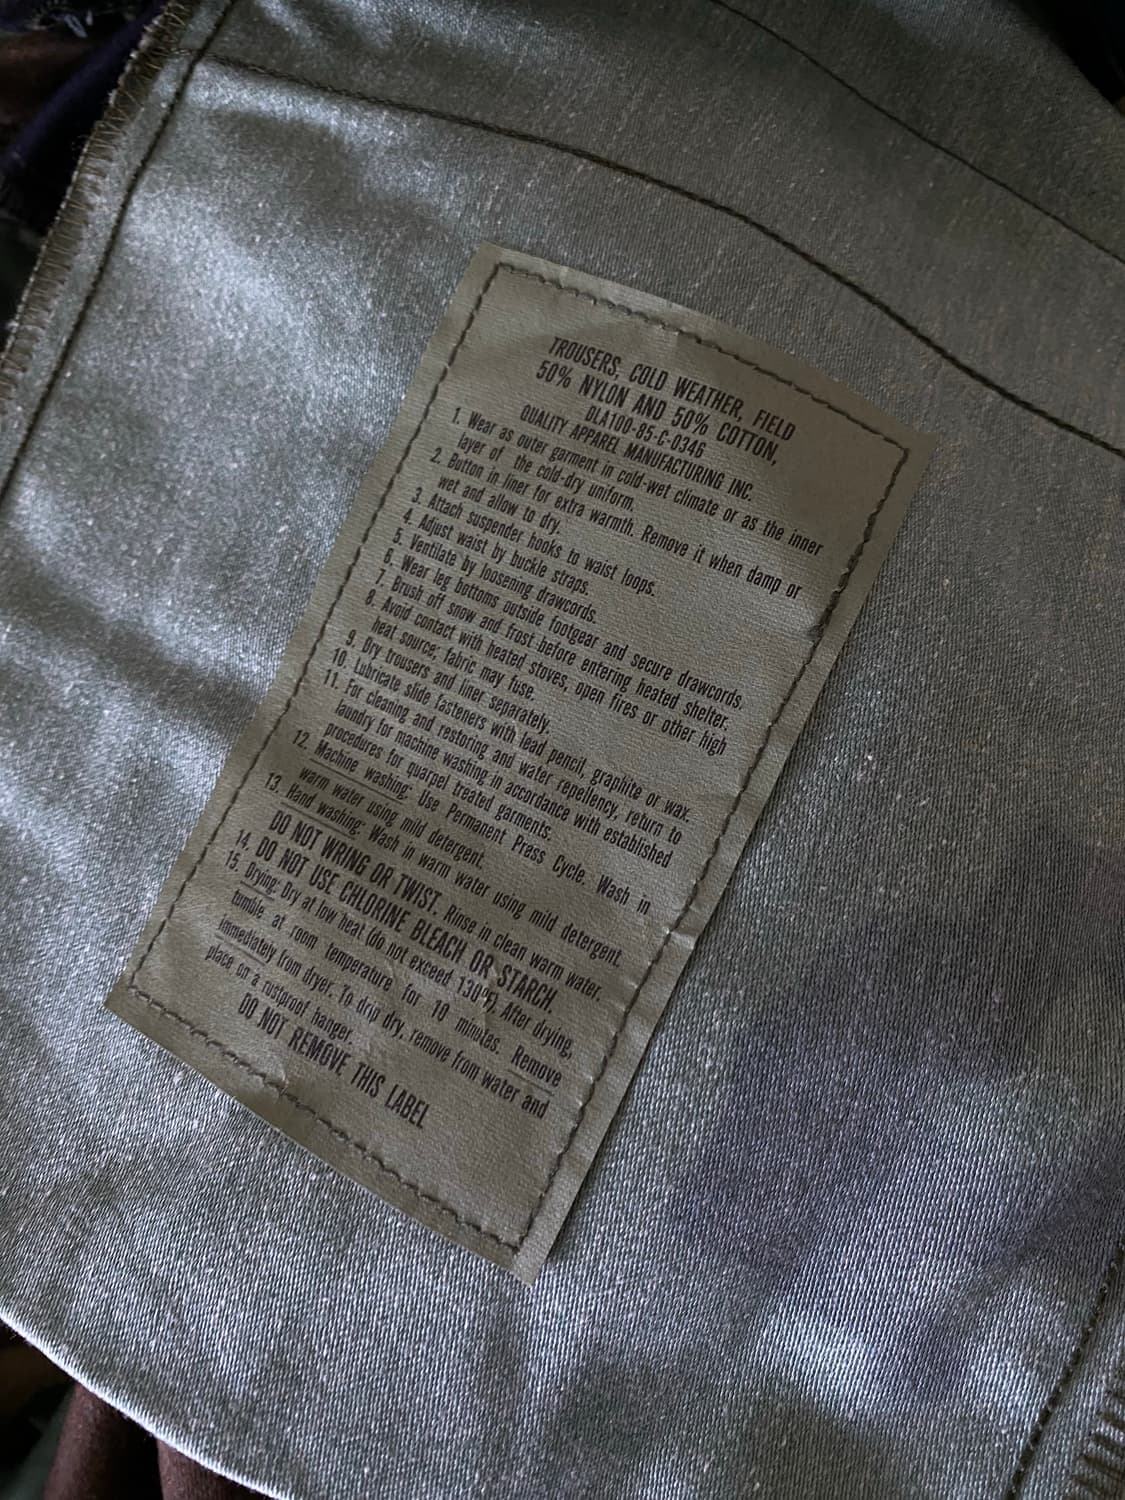 TROUSERS, COLD WEATHER, FIELD
50% NYLON AND 50% COTTON,
DLA100-85-C-0346
QUALITY APPAREL MANUFACTURING INC.
1. Wear as outer garment in cold-wet climate or as the inner
layer of the cold-dry uniform.
2. Button in liner for extra warmth. Remove it when damp or
wet and allow to dry.
3. Attach suspender hooks to waist loops.
4. Adjust waist by buckle straps.
5. Ventilate by loosening drawcords.
6. Wear leg bottoms outside footgear and secure drawcords.
7. Brush off snow and frost before entering heated shelter.
8. Avoid contact with heated stoves, open fires or other high
heat source; fabric may fuse.
9. Dry trousers and liner separately.
10. Lubricate slide fasteners with lead pencil, graphite or wax.
11. For cleaning and restoring and water repellency, return to
laundry for machine washing in accordance with established
procedures for quarpel treated garments.
12. Machine washing: Use Permanent Press Cycle. Wash in
warm water using mild detergent.
13. Hand washing: Wash in warm water using mild detergent.
DO NOT WRING OR TWIST. Rinse in clean warm water.
14. DO NOT USE CHLORINE BLEACH OR STARCH.
15. Drying: Dry at low heat (do not exceed 130°F). After drying,
tumble at room temperature for 10 minutes. Remove
immediately from dryer. To drip dry, remove from water and
place on a rustproof hanger.
DO NOT REMOVE THIS LABEL